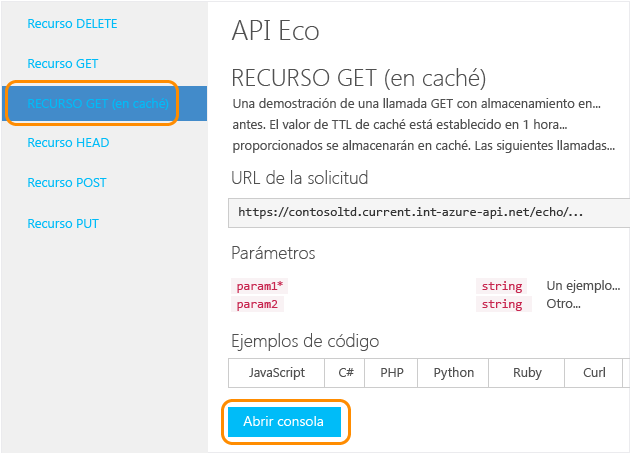 Recurso DELETE
Recurso GET
RECURSO GET (en caché)
Recurso HEAD
Recurso POST
Recurso PUT
API Eco
RECURSO GET (en caché)
Una demostración de una llamada GET con almacenamiento en...
antes. El valor de TTL de caché está establecido en 1 hora...
proporcionados se almacenarán en caché. Las siguientes llamadas...
URL de la solicitud
https://contosoltd.current.int-azure-api.net/echo/...
Parámetros
param1* string Un ejemplo...
param2 string Otro...
Ejemplos de código
JavaScript C# PHP Python Ruby Curl
Abrir consola